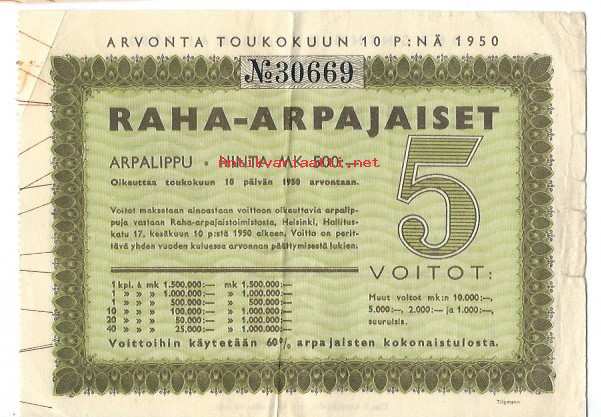 ARVONTA TOUKOKUUN 10 P:NÄ 1950
№30669
RAHA-ARPAJAISET
ARPALIPPU • HINTA MK 500:—
Oikeuttaa toukokuun 10 päivän 1950 arvontaan.
5
Voitot maksetaan ainoastaan voittoon oikeuttavia arpalip-
puja vastaan Raha-arpajaistoimistosta, Helsinki, Hallitus-
katu 17. kesäkuun 10 p:stä 1950 alkaen. Voitto on perit-
tävä yhden vuoden kuluessa arvonnan päättymisestä lukien.
VOITOT:
1 kpl. á mk 1.500.000:— mk 1.500.000:—
1 » » » 1.000.000:— » 1.000.000:—
1 » » » 500.000:— » 500.000:—
10 » » » 100.000:— » 1.000.000:—
20 » » » 50.000:— » 1.000.000:—
40 » » » 25.000:— » 1.000.000:—
Muut voitot mk:n 10.000:—,
5.000:—, 2.000:— ja 1.000:—,
suuruisia.
Voittoihin käytetään 60% arpajaisten kokonaistulosta.
Tilgmann